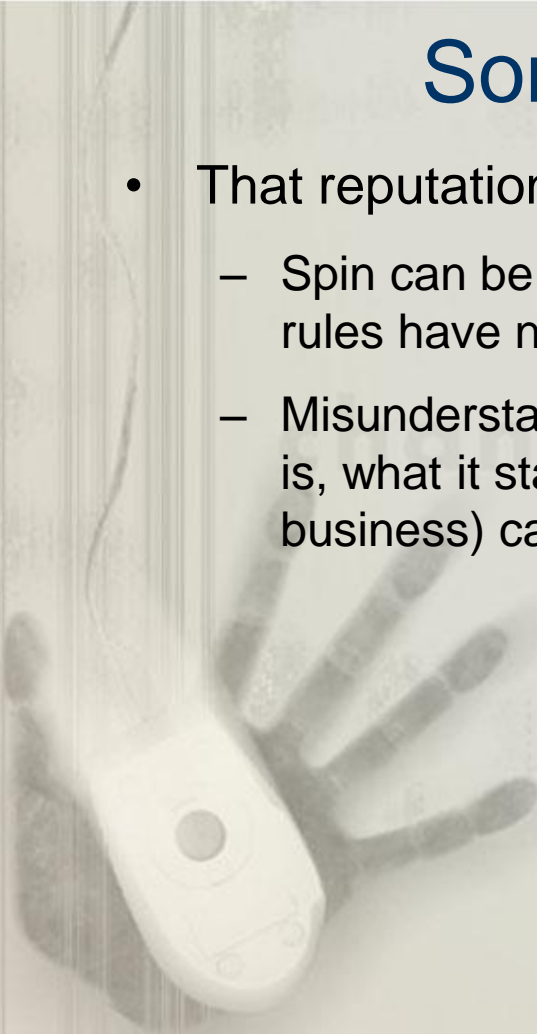 Sor
• That reputation
– Spin can be
rules have n
– Misundersta
is, what it sta
business) ca